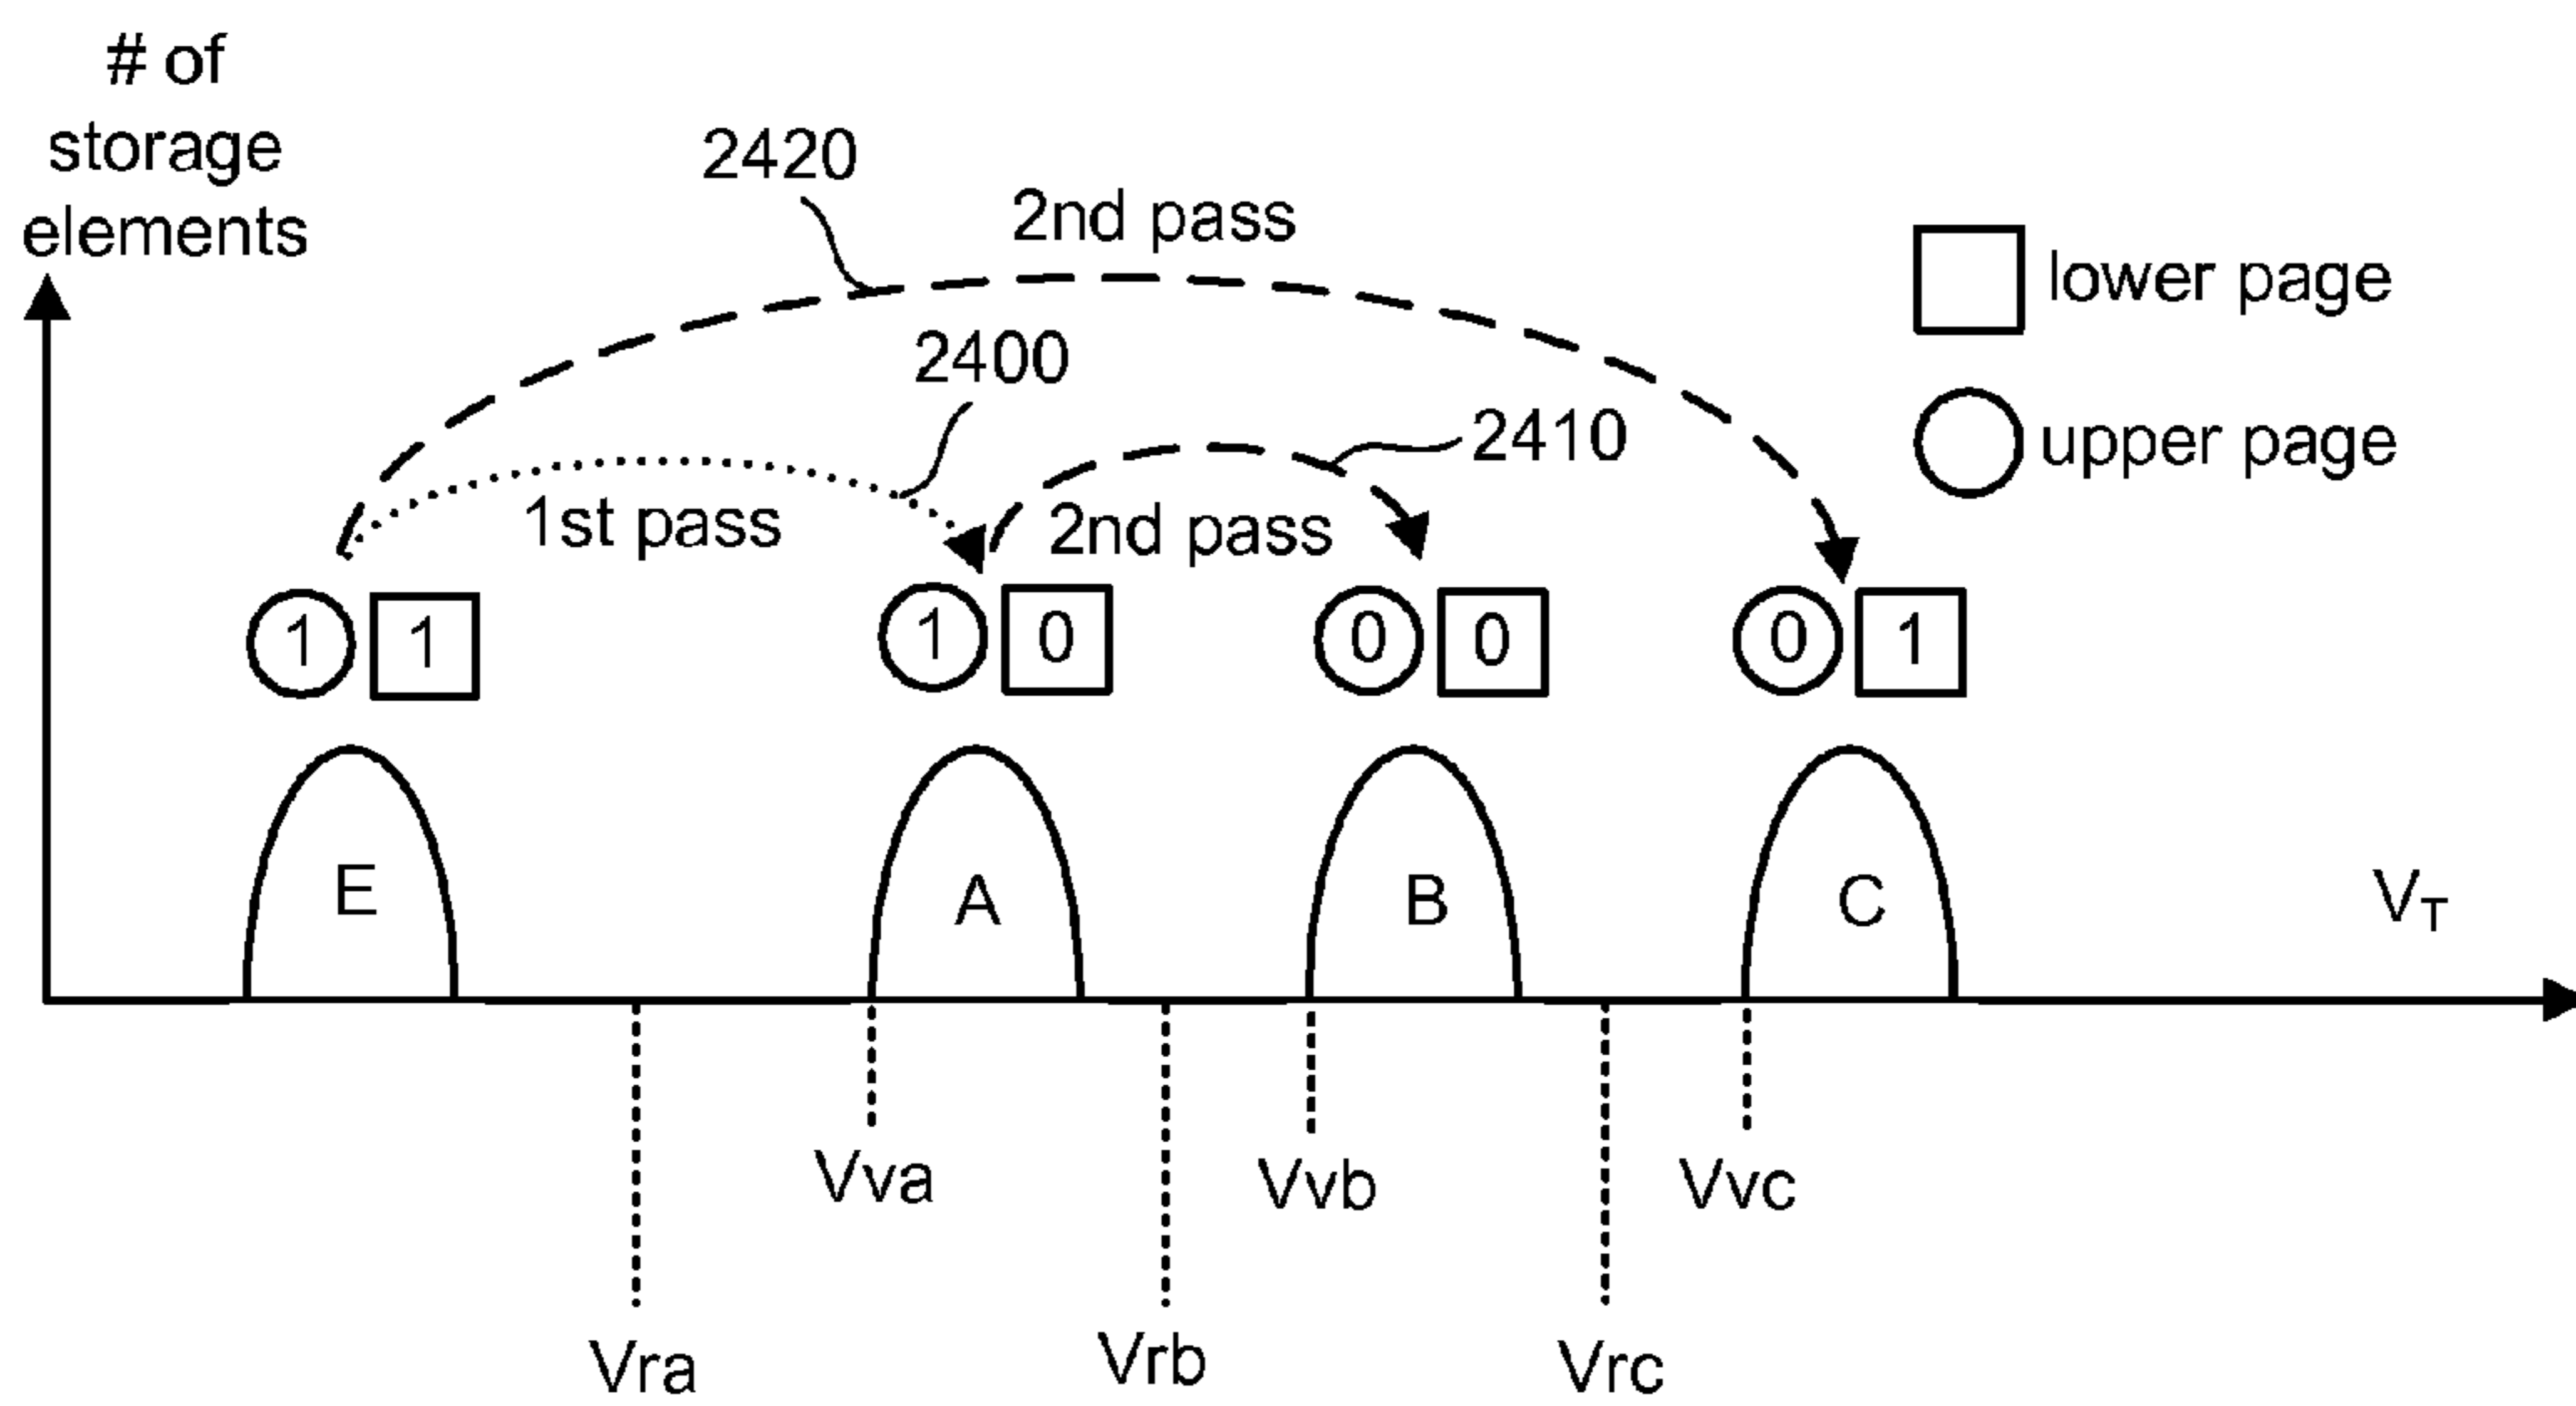 # of
storage
elements
2420
2nd pass
lower page
2400
upper page
2410
1st pass
2nd pass
1 1
1 0
0 0
0 1
E
A
B
C
VT
Vva
Vvb
Vvc
Vra
Vrb
Vrc